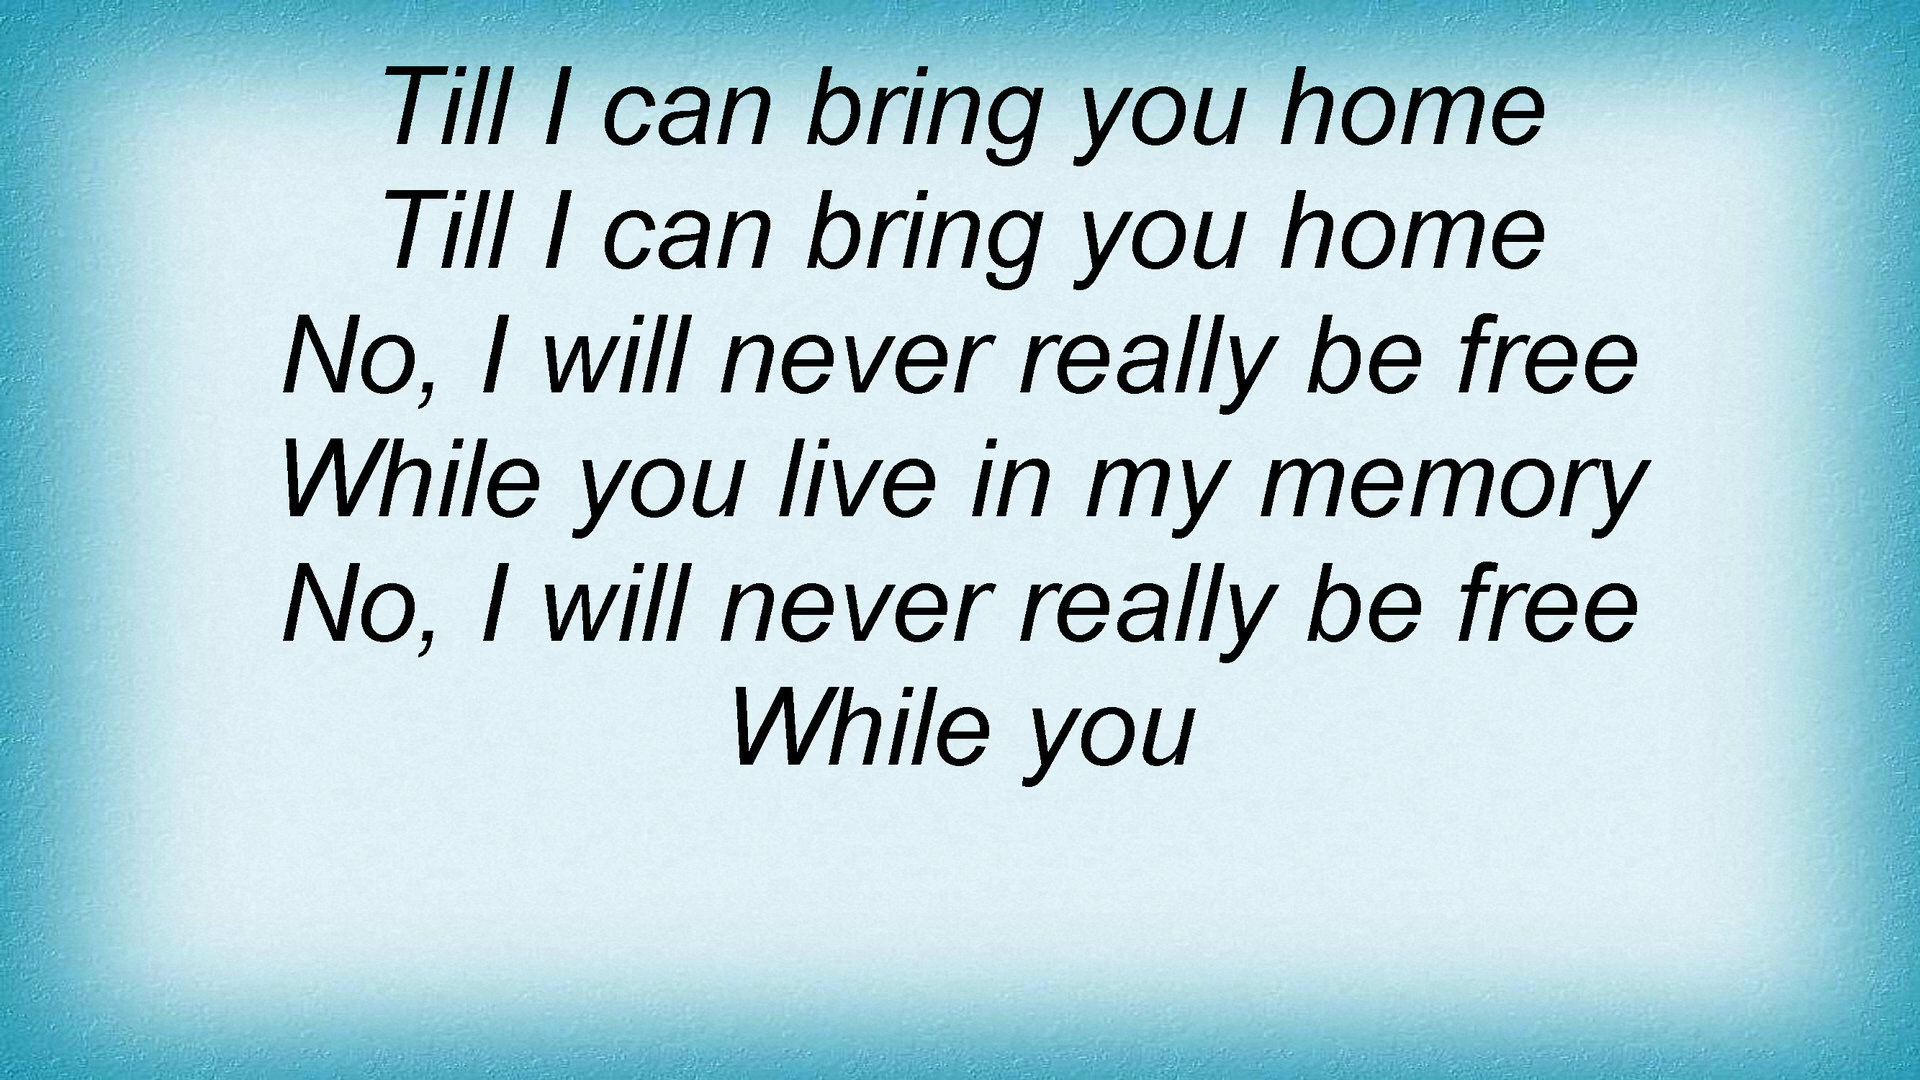 Till I can bring you home
Till I can bring you home
No, I will never really be free
While you live in my memory
No, I will never really be free
While you